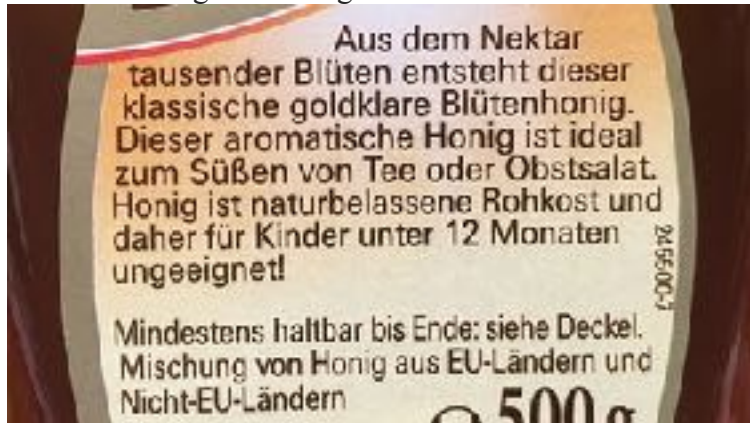 Aus dem Nektar
tausender Blüten entsteht dieser
klassische goldklare Blütenhonig.
Dieser aromatische Honig ist ideal
zum Süßen von Tee oder Obstsalat.
Honig ist naturbelassene Rohkost und
daher für Kinder unter 12 Monaten
ungeeignet!
Mindestens haltbar bis Ende: siehe Deckel.
Mischung von Honig aus EU-Ländern und
Nicht-EU-Ländern
500 g